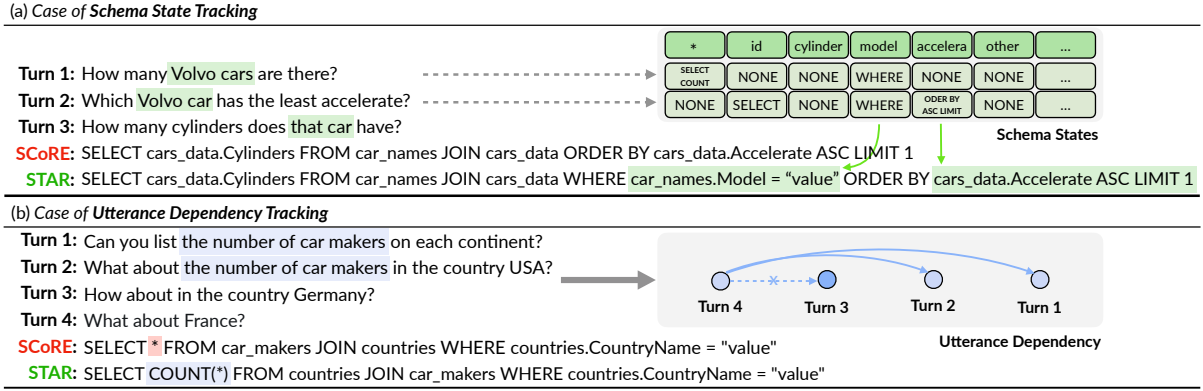 (a) Case of Schema State Tracking
* id cylinder model accelera other ...
Turn 1: How many Volvo cars are there?
SELECT COUNT NONE NONE WHERE NONE NONE ...
Turn 2: Which Volvo car has the least accelerate?
NONE SELECT NONE WHERE ODER BY ASC LIMIT NONE ...
Turn 3: How many cylinders does that car have?
Schema States
SCoRE: SELECT cars_data.Cylinders FROM car_names JOIN cars_data ORDER BY cars_data.Accelerate ASC LIMIT 1
STAR: SELECT cars_data.Cylinders FROM car_names JOIN cars_data WHERE car_names.Model = “value” ORDER BY cars_data.Accelerate ASC LIMIT 1
(b) Case of Utterance Dependency Tracking
Turn 1: Can you list the number of car makers on each continent?
Turn 2: What about the number of car makers in the country USA?
Turn 3: How about in the country Germany?
Turn 4: What about France?
Turn 4 Turn 3 Turn 2 Turn 1
Utterance Dependency
SCoRE: SELECT * FROM car_makers JOIN countries WHERE countries.CountryName = "value"
STAR: SELECT COUNT(*) FROM countries JOIN car_makers WHERE countries.CountryName = "value"